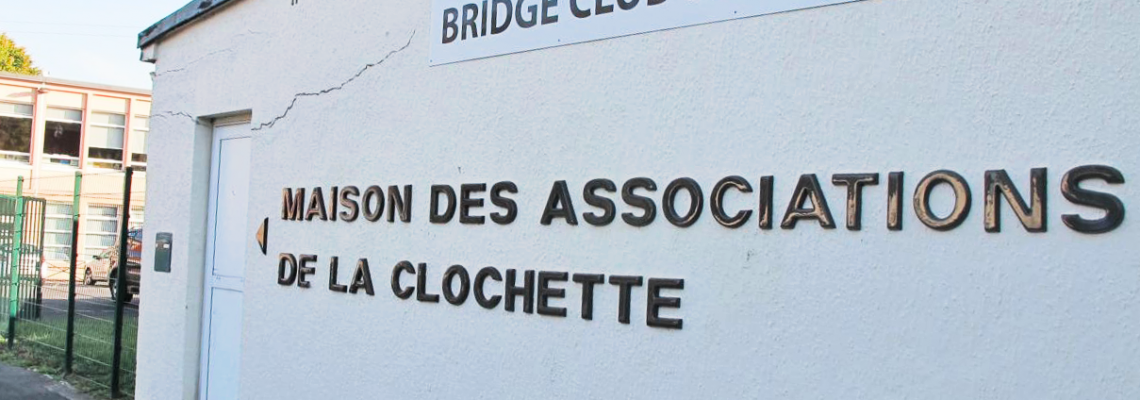 BRIDGE CLUB
MAISON DES ASSOCIATIONS
DE LA CLOCHETTE